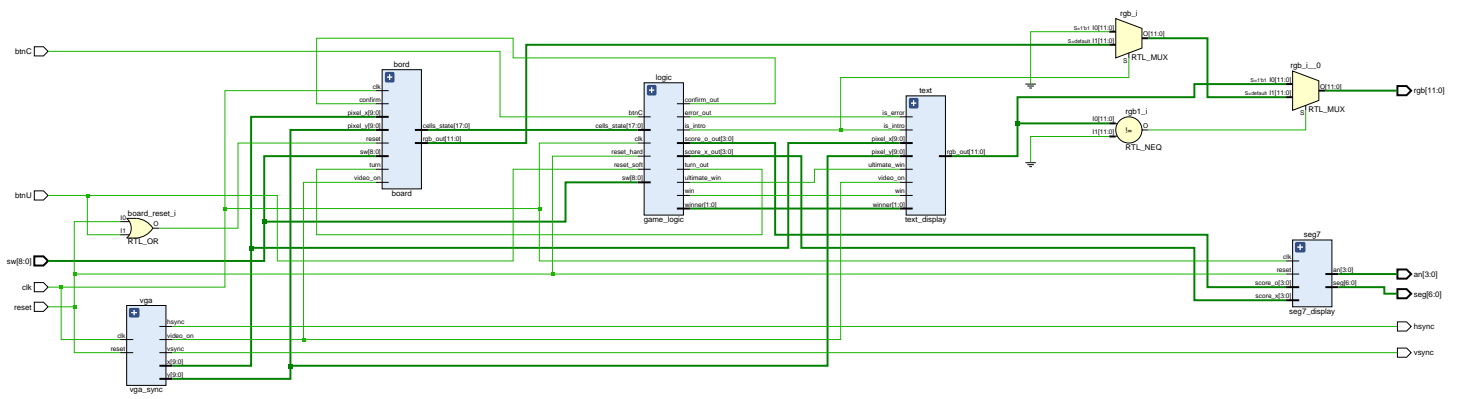 btnC
btnU
sw[8:0]
clk
reset
board_reset_i
I0
I1
O
RTL_OR
vga
clk
reset
hsync
video_on
vsync
x[9:0]
y[9:0]
vga_sync
bord
clk
confirm
pixel_x[9:0]
pixel_y[9:0]
reset
sw[8:0]
turn
video_on
cells_state[17:0]
rgb_out[11:0]
board
logic
btnC
cells_state[17:0]
clk
reset_hard
reset_soft
sw[8:0]
confirm_out
error_out
is_intro
score_o_out[3:0]
score_x_out[3:0]
turn_out
ultimate_win
win
winner[1:0]
game_logic
text
is_error
is_intro
pixel_x[9:0]
pixel_y[9:0]
ultimate_win
video_on
win
winner[1:0]
rgb_out[11:0]
text_display
rgb_i
S=1'b1 I0[11:0]
S=default I1[11:0]
S
O[11:0]
RTL_MUX
rgb1_i
I0[11:0]
I1[11:0]
!=
O
RTL_NEQ
rgb_i__0
S=1'b1 I0[11:0]
S=default I1[11:0]
S
O[11:0]
RTL_MUX
seg7
clk
reset
score_o[3:0]
score_x[3:0]
an[3:0]
seg[6:0]
seg7_display
rgb[11:0]
an[3:0]
seg[6:0]
hsync
vsync